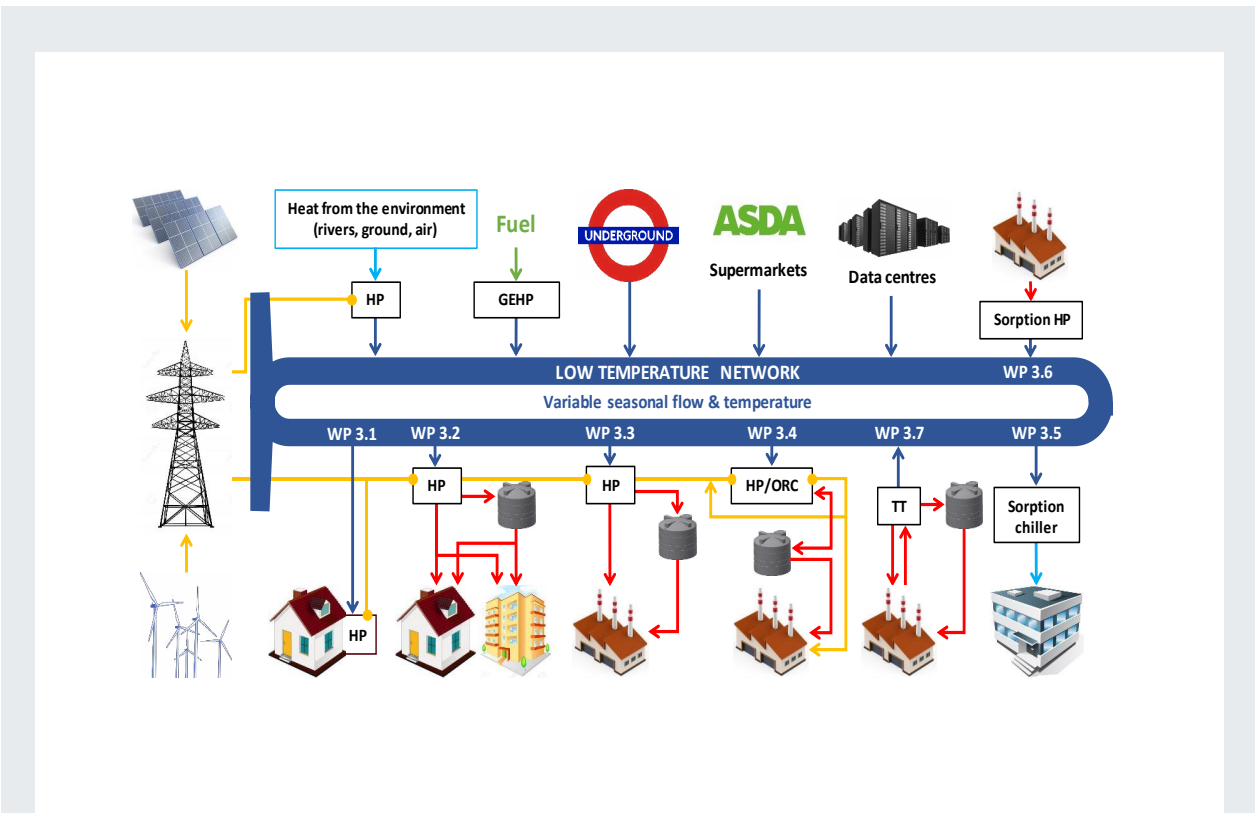 Heat from the environment
(rivers, ground, air)
Fuel
UNDERGROUND
ASDA
Supermarkets
Data centres
HP
GEHP
Sorption HP
LOW TEMPERATURE NETWORK
WP 3.6
Variable seasonal flow & temperature
WP 3.1
WP 3.2
WP 3.3
WP 3.4
WP 3.7
WP 3.5
HP
HP
HP/ORC
TT
Sorption
chiller
HP